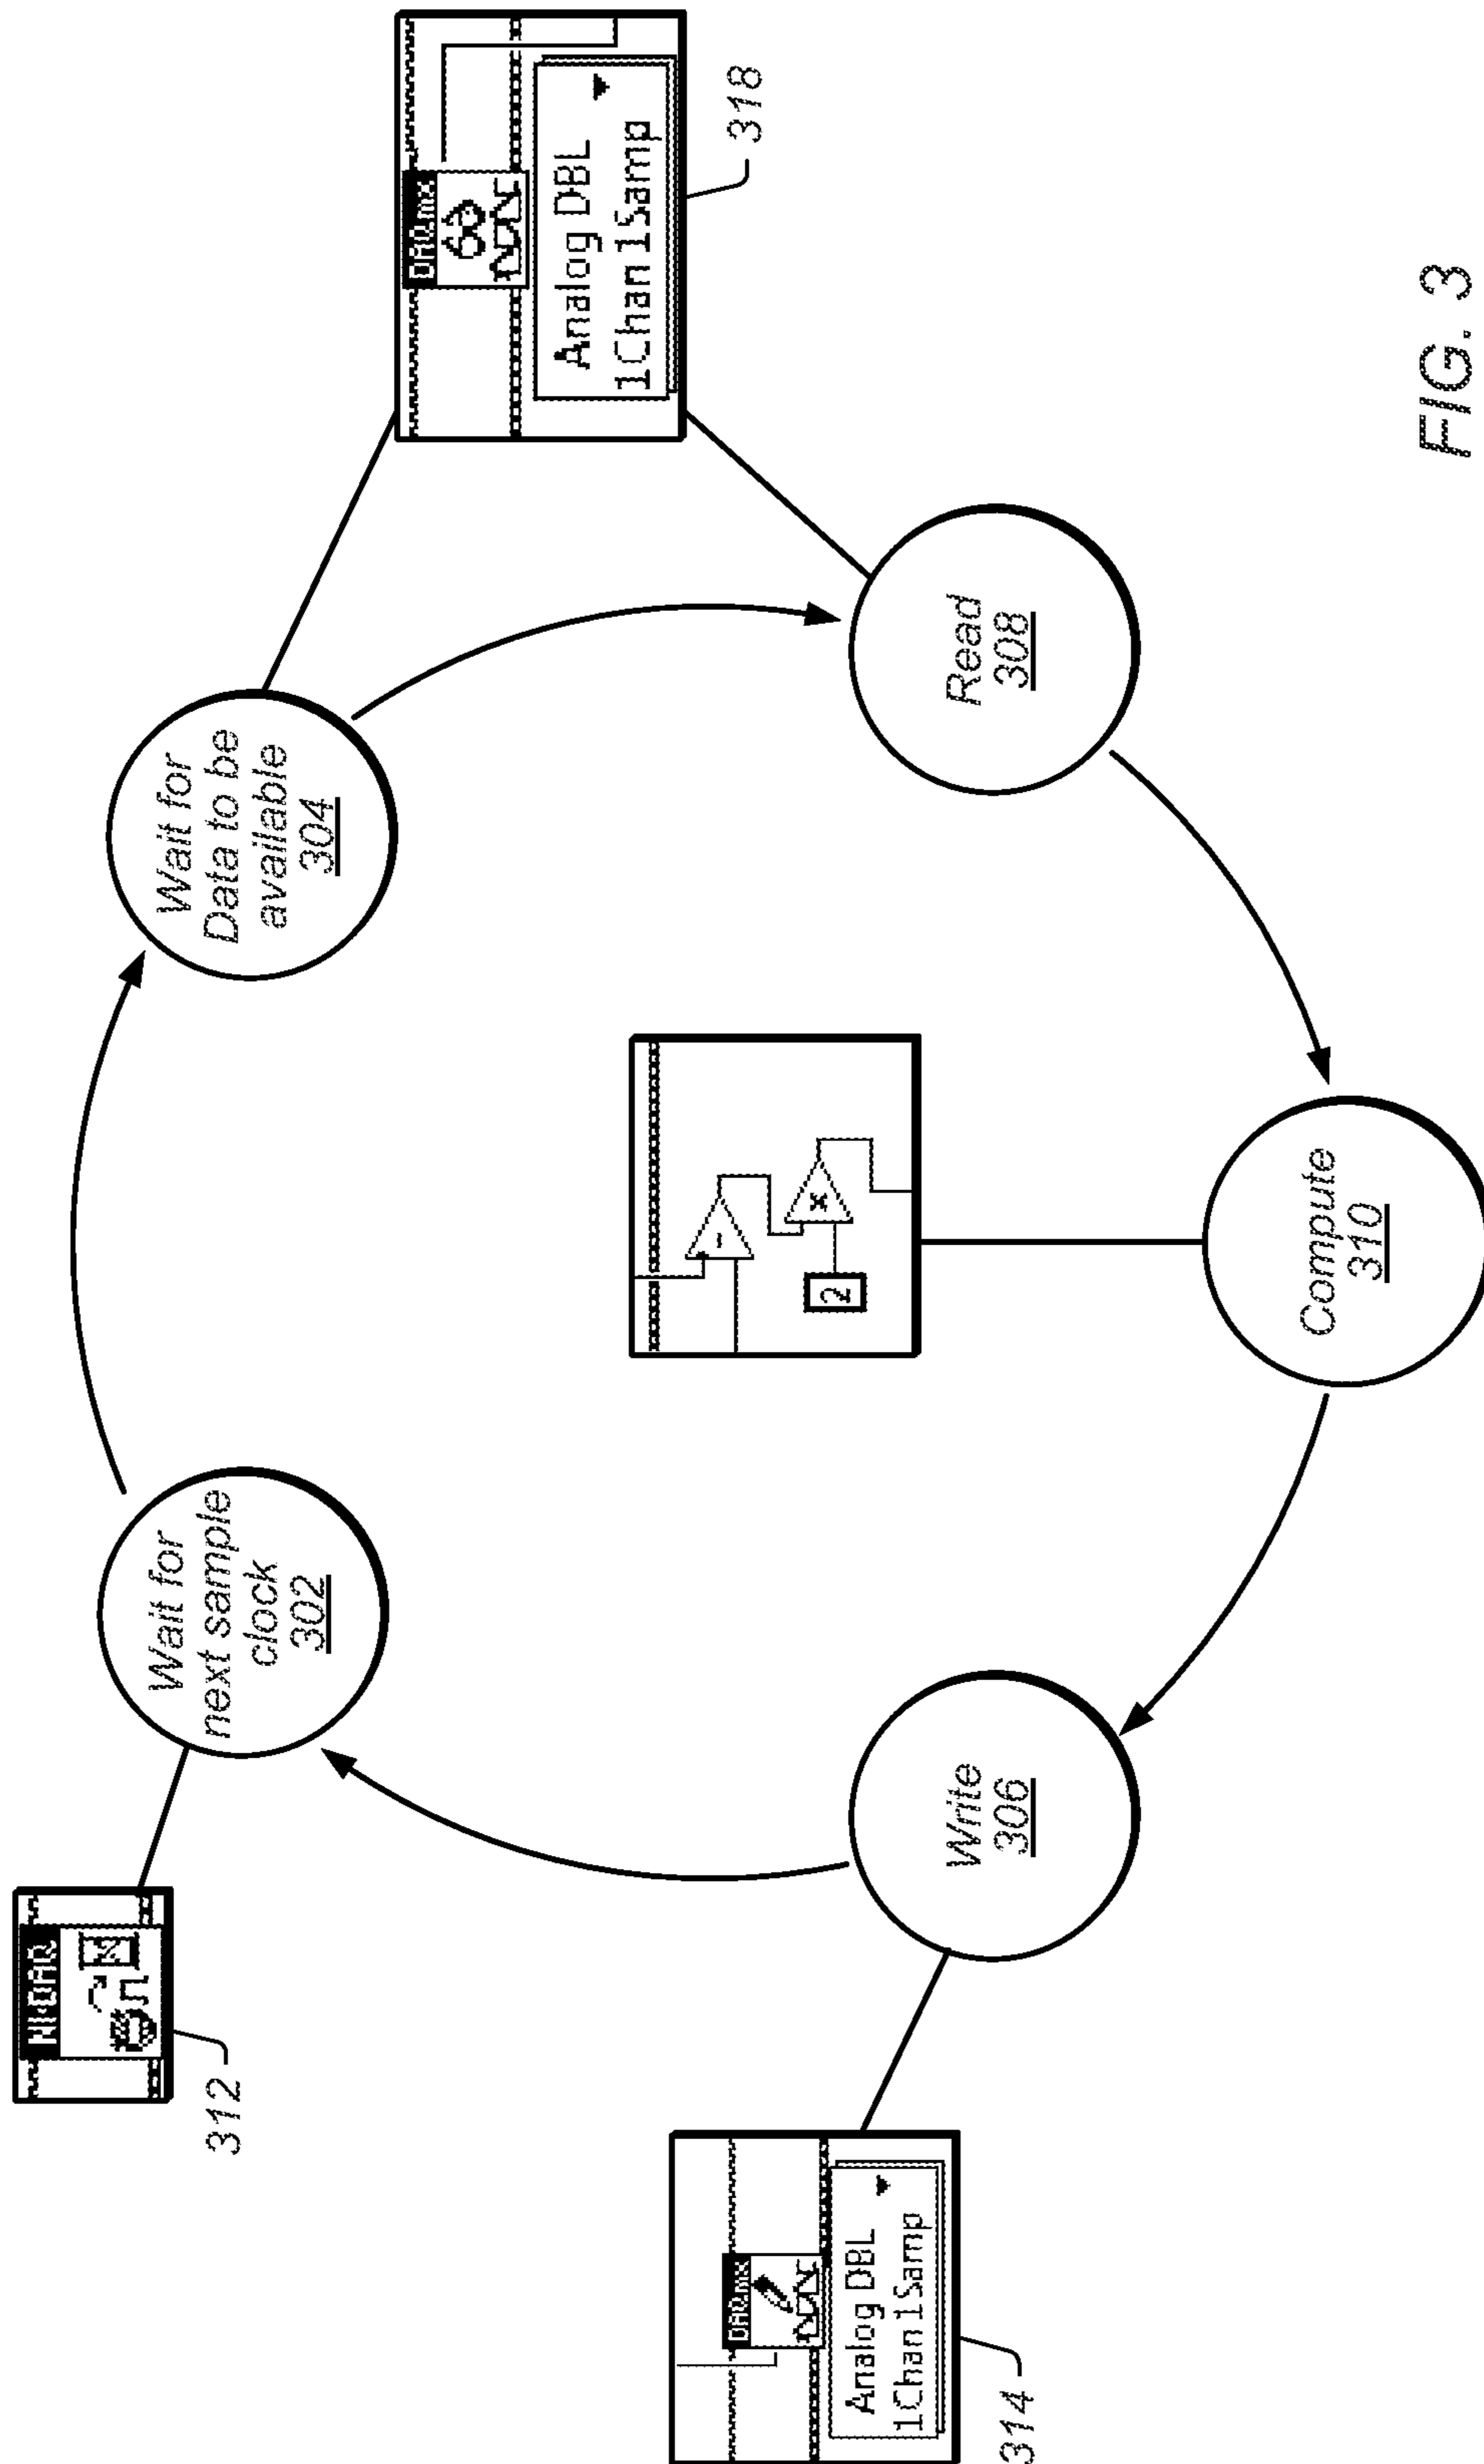 NI-DAQ
312
Wait for
next sample
clock
302
Wait for
Data to be
available
304
DAQmx
Analog DBL
1Chan 1Samp
318
-
x
2
DAQmx
Analog DBL
1Chan 1Samp
314
Write
306
Read
308
Compute
310
FIG. 3